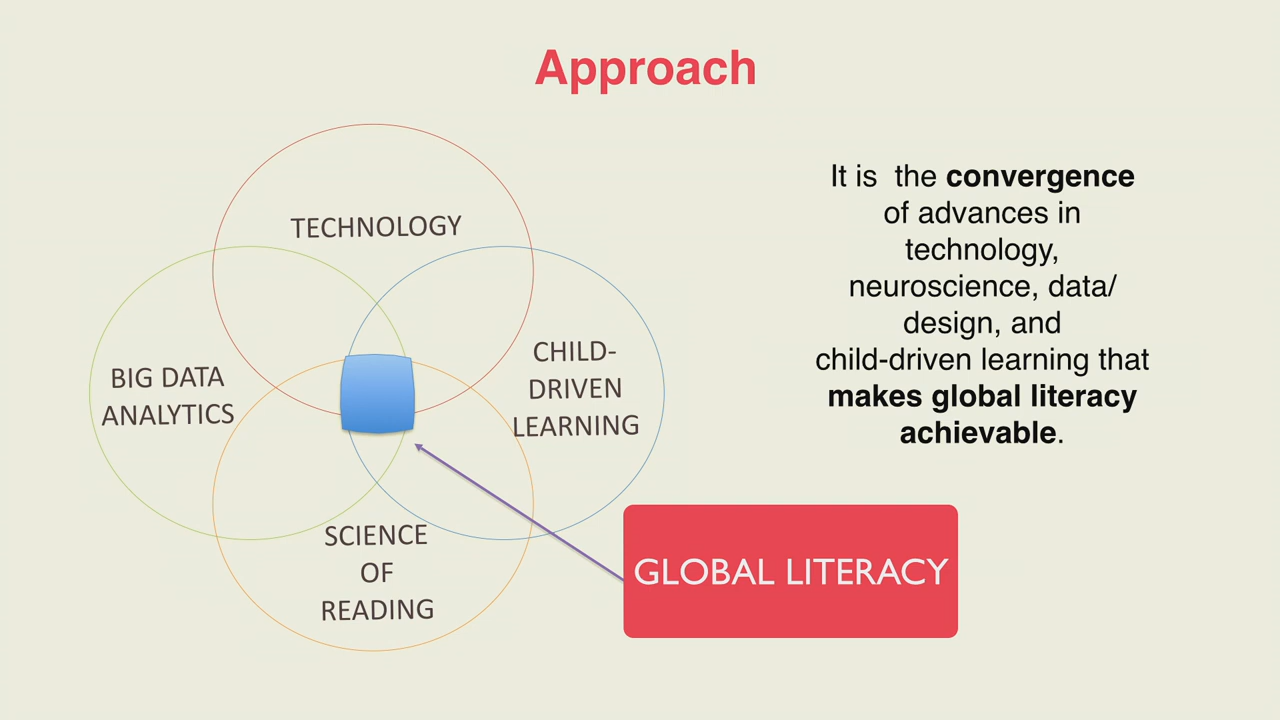 Approach
TECHNOLOGY
BIG DATA
ANALYTICS
CHILD-
DRIVEN
LEARNING
SCIENCE
OF
READING
It is  the convergence
of advances in
technology,
neuroscience, data/
design, and
child-driven learning that
makes global literacy
achievable.
GLOBAL LITERACY